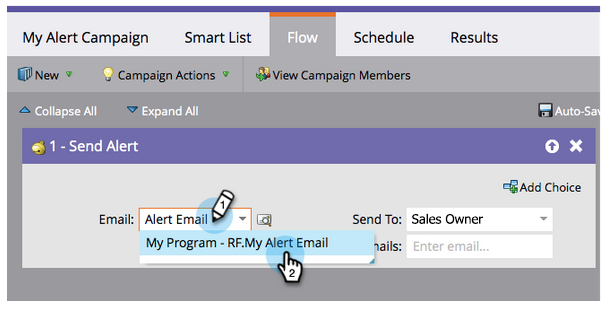 My Alert Campaign Smart List Flow Schedule Results
New Campaign Actions View Campaign Members
Collapse All Expand All Auto-Sav
1 - Send Alert
Add Choice
Email: Alert Email 1 Send To: Sales Owner
My Program - RF.My Alert Email mails: Enter email...
2